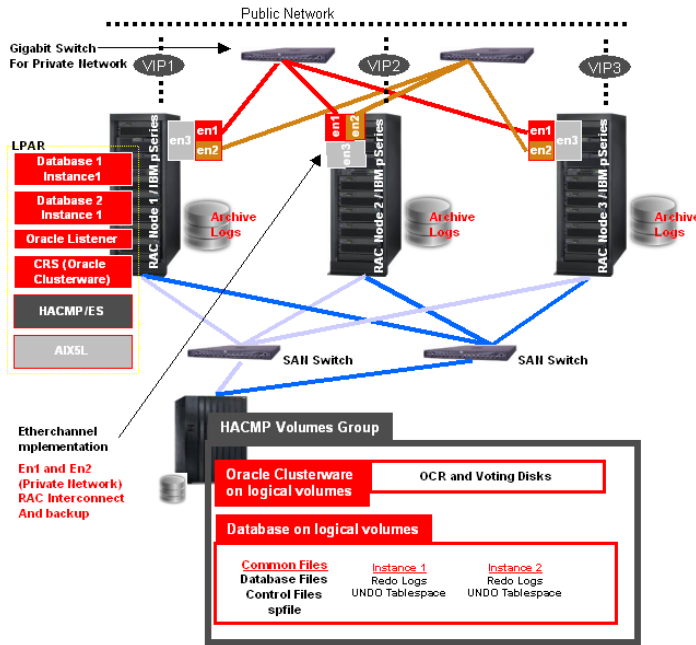 Public Network
Gigabit Switch
For Private Network
VIP1
VIP2
VIP3
en3
en1
en2
en1
en2
en3
en1
en2
en3
LPAR
Database 1
Instance1
Database 2
Instance 1
Oracle Listener
CRS (Oracle
Clusterware)
HACMP/ES
AIX5L
RAC Node 1 / IBM pSeries
Archive
Logs
RAC Node 2 / IBM pSeries
Archive
Logs
RAC Node 3 / IBM pSeries
Archive
Logs
SAN Switch
SAN Switch
Etherchannel
mplementation
En1 and En2
(Private Network)
RAC Interconnect
And backup
HACMP Volumes Group
Oracle Clusterware
on logical volumes
OCR and Voting Disks
Database on logical volumes
Common Files
Database Files
Control Files
spfile
Instance 1
Redo Logs
UNDO Tablespace
Instance 2
Redo Logs
UNDO Tablespace